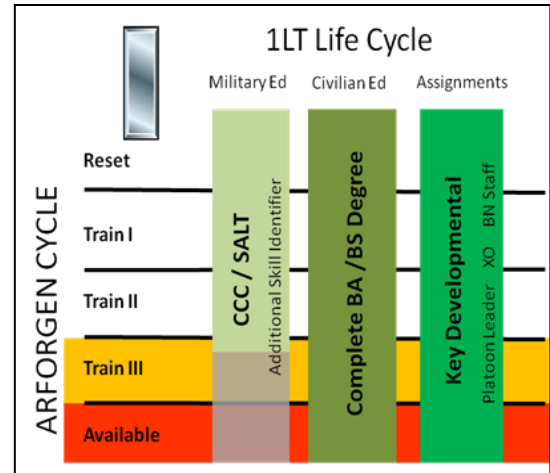 1LT Life Cycle
Military Ed
Civilian Ed
Assignments
ARFORGEN CYCLE
Reset
Train I
Train II
Train III
Available
CCC / SALT
Additional Skill Identifier
Complete BA /BS Degree
Key Developmental
Platoon Leader XO BN Staff